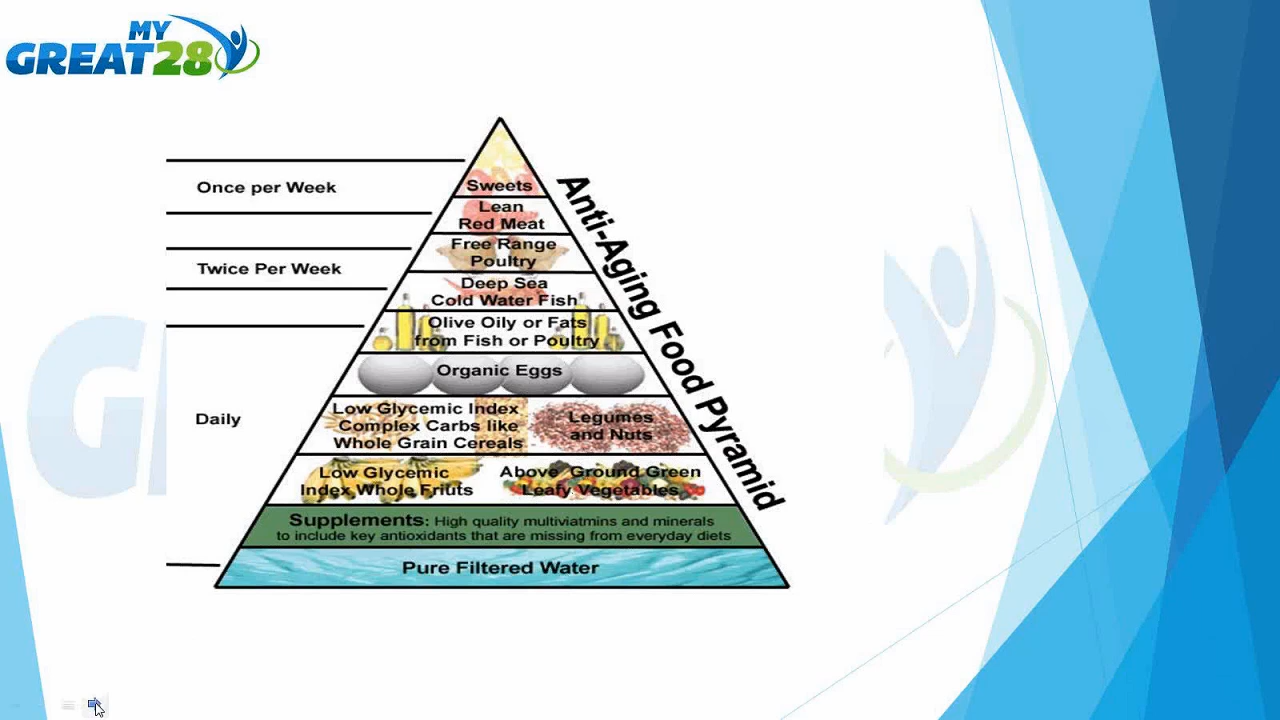 MY
GREAT28
Once per Week
Twice Per Week
Daily
Sweets
Lean
Red Meat
Free Range
Poultry
Deep Sea
Cold Water Fish
Olive Oily or Fats
from Fish or Poultry
Organic Eggs
Low Glycemic Index
Complex Carbs like
Whole Grain Cereals
Legumes
and Nuts
Low Glycemic
Index Whole Friuts
Above Ground Green
Leafy Vegetables
Supplements: High quality multiviatmins and minerals
to include key antioxidants that are missing from everyday diets
Pure Filtered Water
Anti-Aging Food Pyramid